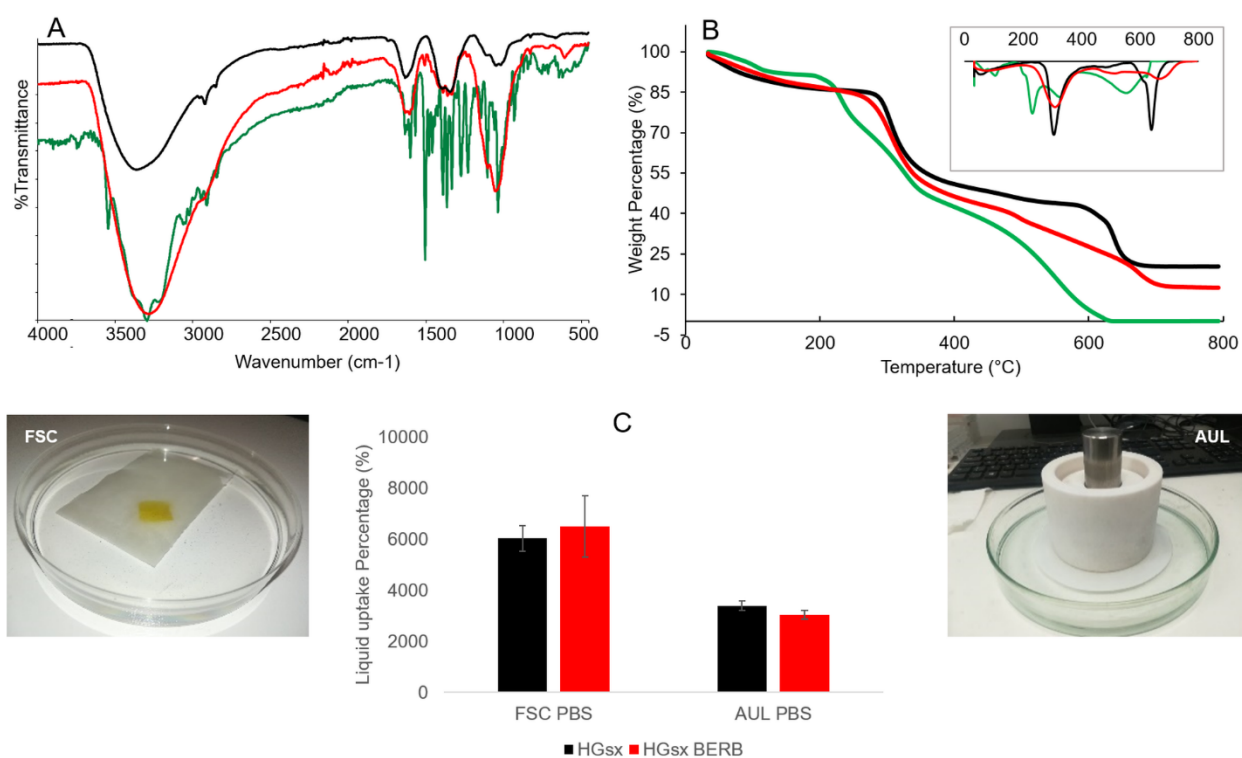 A
%Transmittance
4000 3500 3000 2000 1500 1000 450
Wavenumber (cm-1)
B
Weight Percentage (%)
100
85
70
55
40
25
10
-5
0 200 400 600 800
Temperature (°C)
0 200 400 600 800
FSC
C
Liquid uptake Percentage (%)
10000
8000
6000
4000
2000
0
FSC PBS AUL PBS
HGsx HGsx BERB
AUL